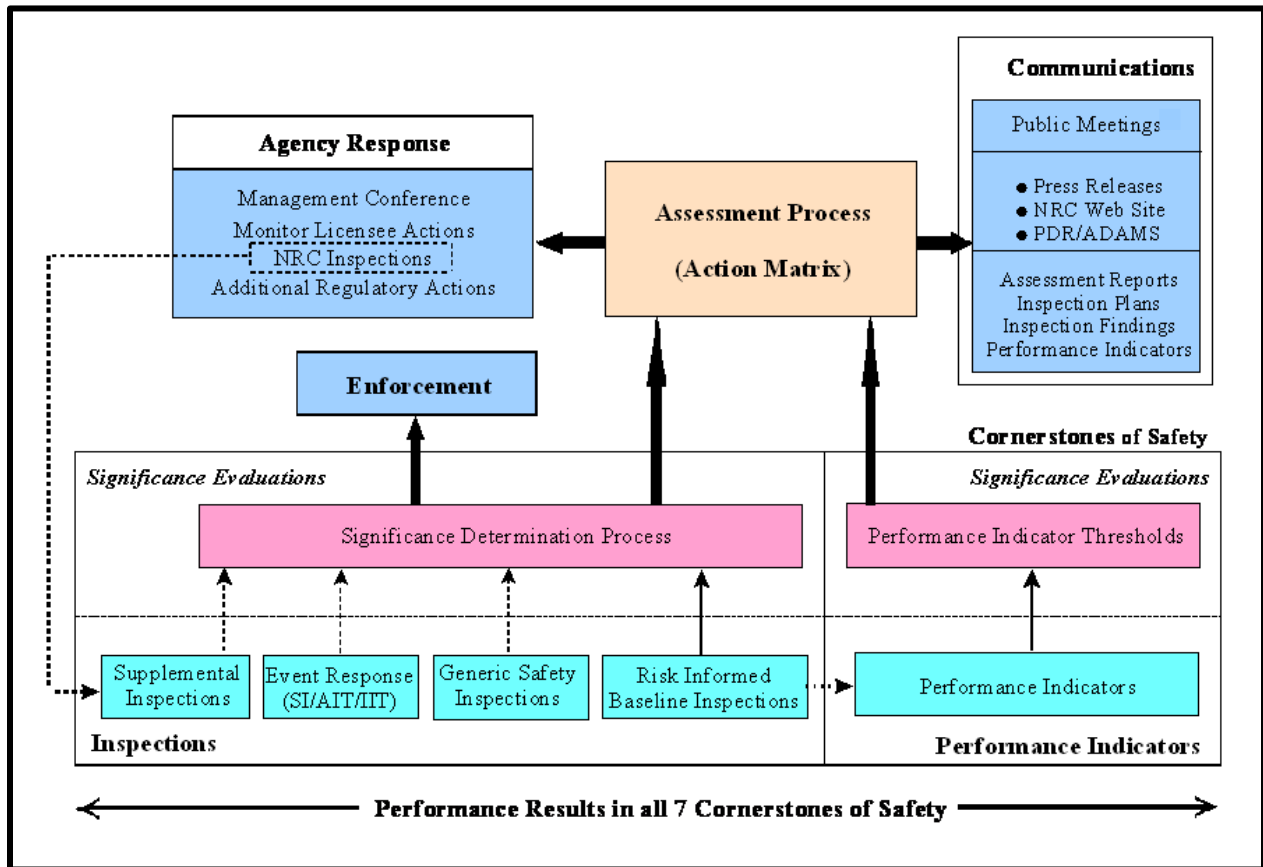 Communications
Public Meetings
● Press Releases
● NRC Web Site
● PDR/ADAMS
Assessment Reports
Inspection Plans
Inspection Findings
Performance Indicators
Agency Response
Management Conference
Monitor Licensee Actions
NRC Inspections
Additional Regulatory Actions
Assessment Process
(Action Matrix)
Enforcement
Cornerstones of Safety
Significance Evaluations
Significance Evaluations
Significance Determination Process
Performance Indicator Thresholds
Supplemental
Inspections
Event Response
(SI/AIT/IIT)
Generic Safety
Inspections
Risk Informed
Baseline Inspections
Performance Indicators
Inspections
Performance Indicators
Performance Results in all 7 Cornerstones of Safety